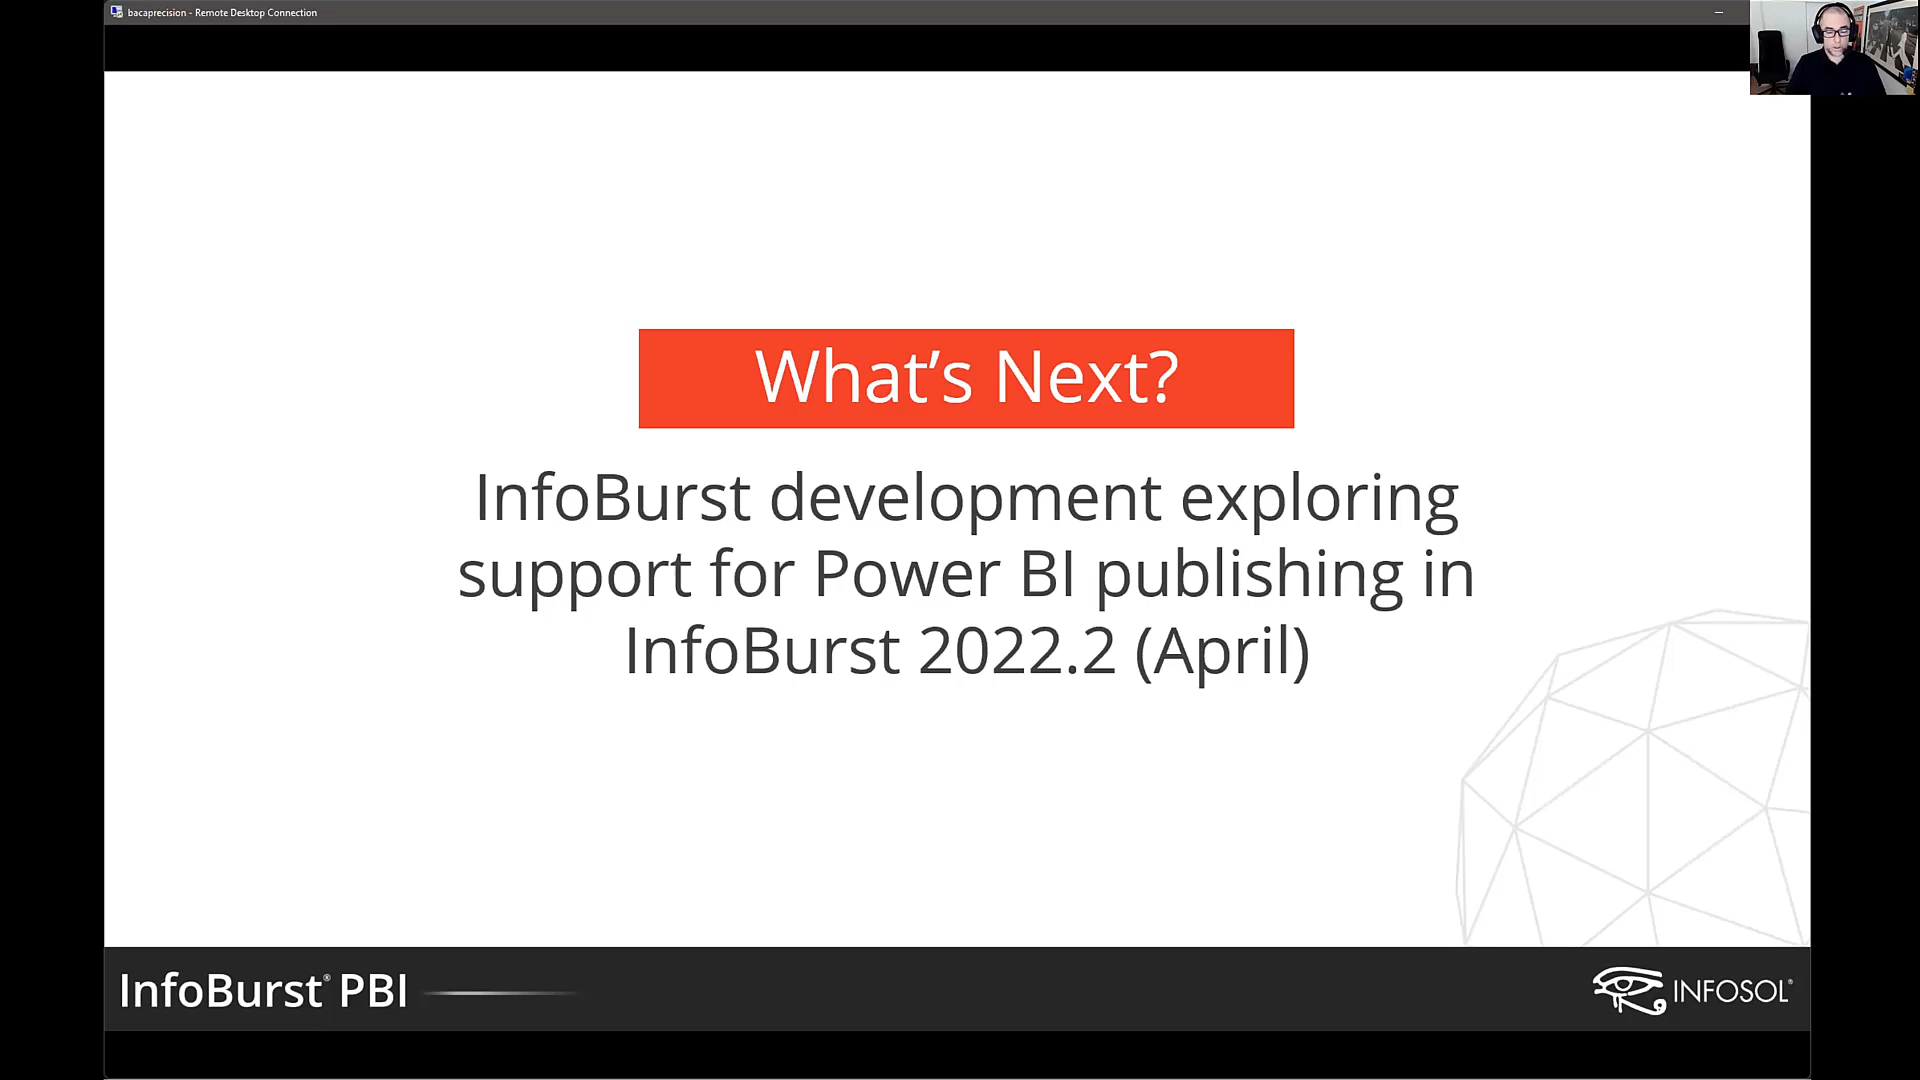 bacaprecision - Remote Desktop Connection
What's Next?
InfoBurst development exploring
support for Power BI publishing in
InfoBurst 2022.2 (April)
InfoBurst® PBI
INFOSOL®